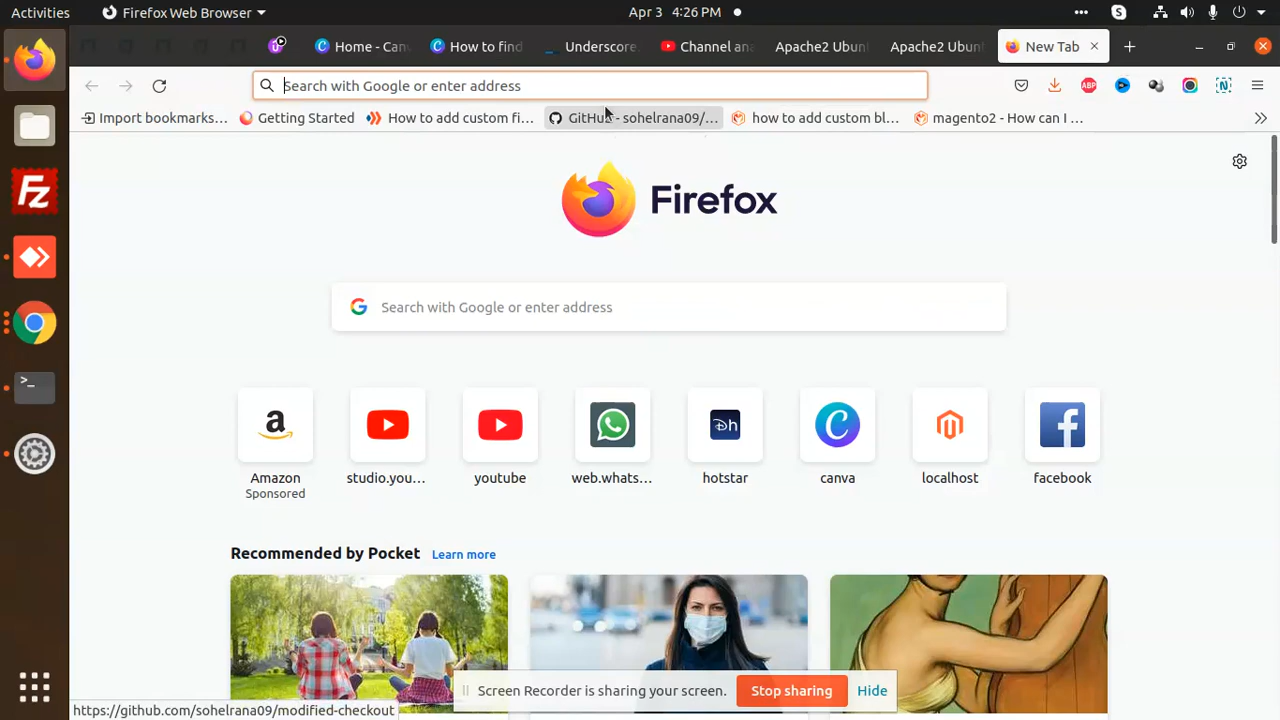 Activities
Firefox Web Browser
Apr 3 4:26 PM
Home - Can
How to find
Underscore
Channel ana
Apache2 Ubun
Apache2 Ubun
New Tab
Search with Google or enter address
ABP
N
Import bookmarks...
Getting Started
How to add custom fi...
GitHub - sohelrana09/...
how to add custom bl...
magento2 - How can I ...
Firefox
Search with Google or enter address
Amazon
Sponsored
studio.you...
youtube
web.whats...
hotstar
canva
localhost
facebook
Recommended by Pocket
Learn more
Screen Recorder is sharing your screen.
Stop sharing
Hide
https://github.com/sohelrana09/modified-checkout